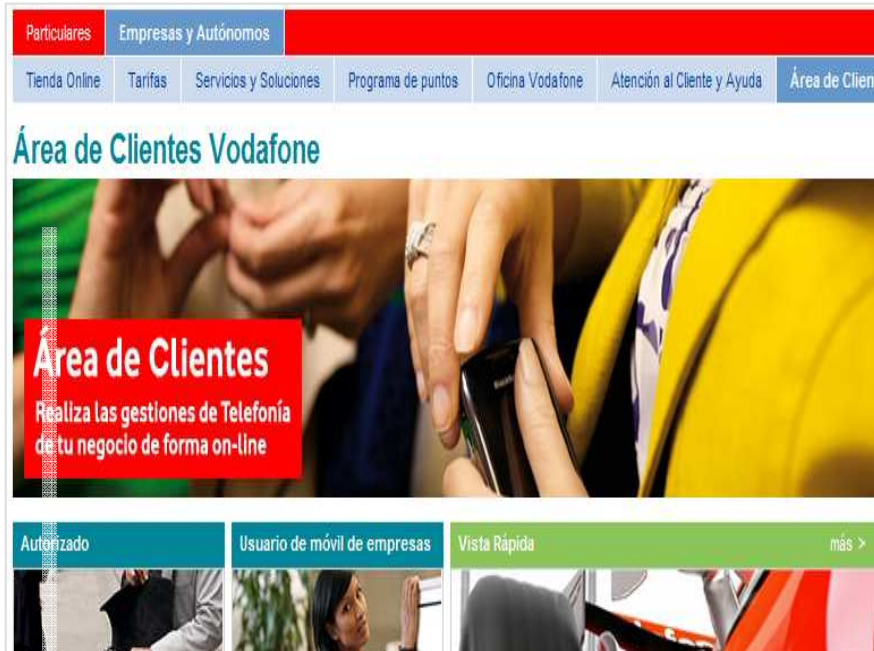 Particulares
Empresas y Autónomos
Tienda Online
Tarifas
Servicios y Soluciones
Programa de puntos
Oficina Vodafone
Atención al Cliente y Ayuda
Área de Clien
Área de Clientes Vodafone
Área de Clientes
Realiza las gestiones de Telefonía
de tu negocio de forma on-line
Autorizado
Usuario de móvil de empresas
Vista Rápida
más >